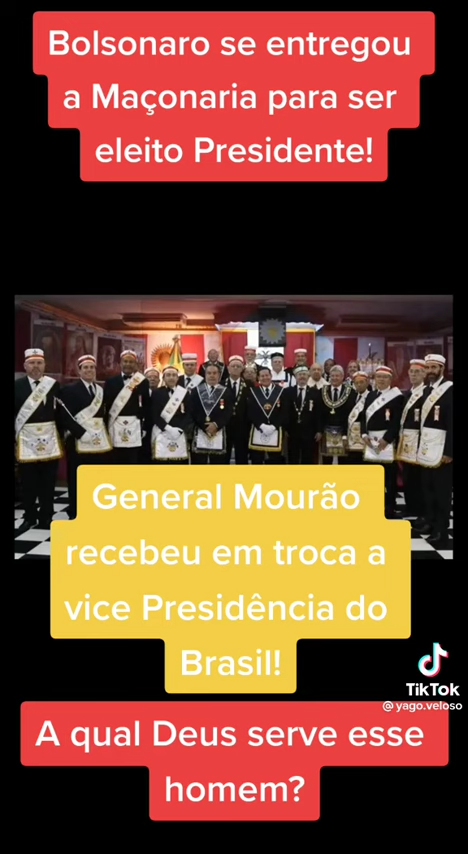 Bolsonaro se entregou
a Maçonaria para ser
eleito Presidente!
General Mourão
recebeu em troca a
vice Presidência do
Brasil!
TikTok
@ yago.veloso
A qual Deus serve esse
homem?